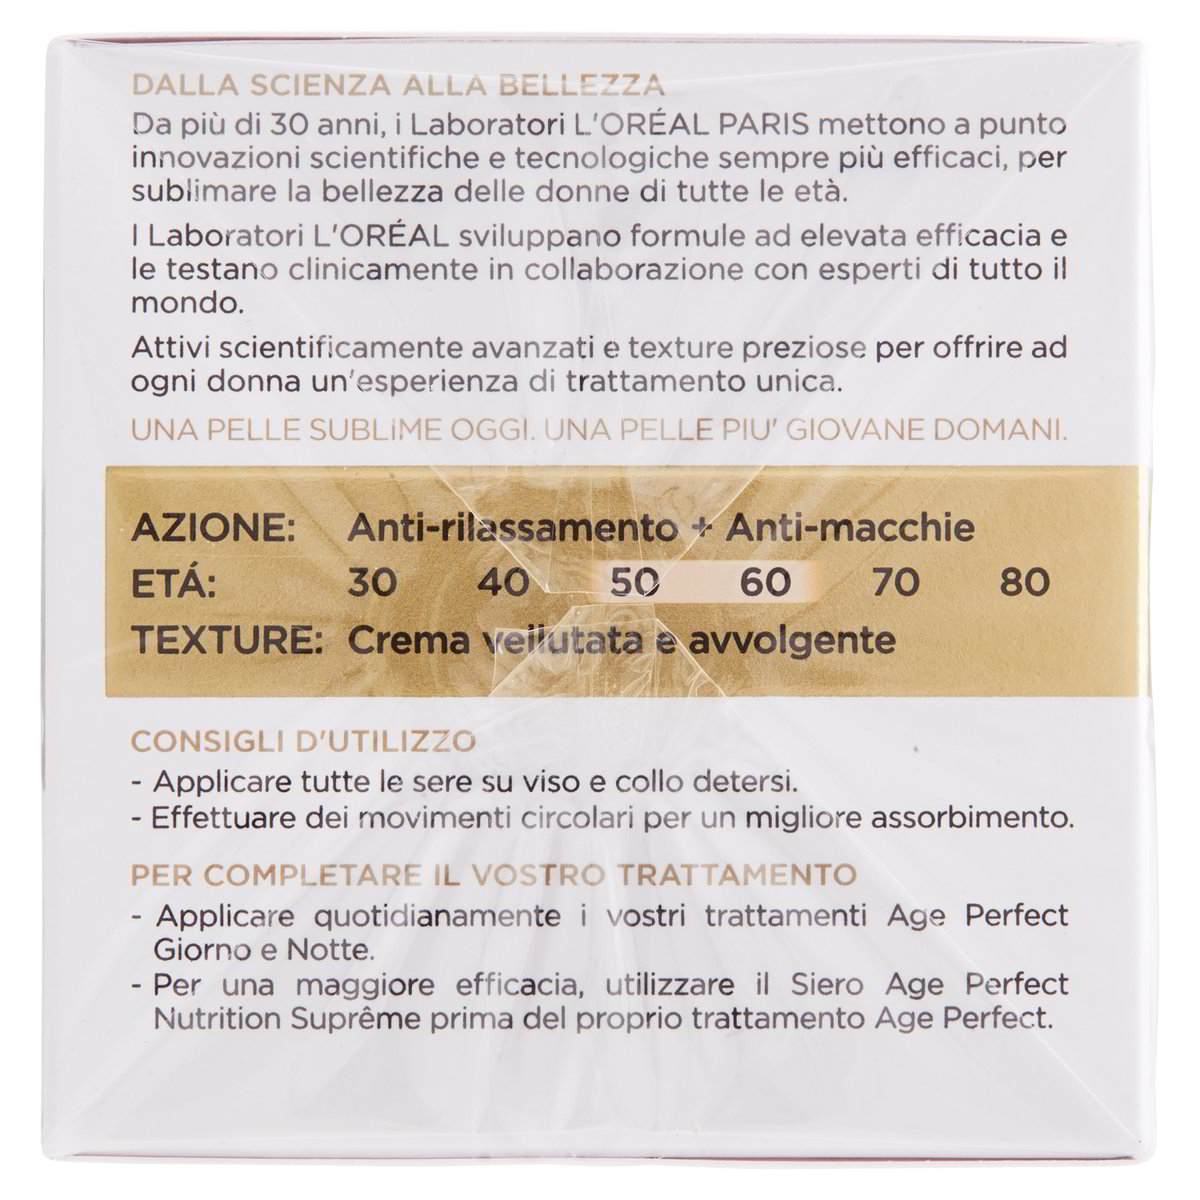 DALLA SCIENZA ALLA BELLEZZA
Da più di 30 anni, i Laboratori L'ORÉAL PARIS mettono a punto
innovazioni scientifiche e tecnologiche sempre più efficaci, per
sublimare la bellezza delle donne di tutte le età.
I Laboratori L'ORÉAL sviluppano formule ad elevata efficacia e
le testano clinicamente in collaborazione con esperti di tutto il
mondo.
Attivi scientificamente avanzati e texture preziose per offrire ad
ogni donna un'esperienza di trattamento unica.
UNA PELLE SUBLIME OGGI. UNA PELLE PIU' GIOVANE DOMANI.
AZIONE: Anti-rilassamento + Anti-macchie
ETÁ: 30 40 50 60 70 80
TEXTURE: Crema vellutata e avvolgente
CONSIGLI D'UTILIZZO
- Applicare tutte le sere su viso e collo detersi.
- Effettuare dei movimenti circolari per un migliore assorbimento.
PER COMPLETARE IL VOSTRO TRATTAMENTO
- Applicare quotidianamente i vostri trattamenti Age Perfect
Giorno e Notte.
- Per una maggiore efficacia, utilizzare il Siero Age Perfect
Nutrition Suprême prima del proprio trattamento Age Perfect.